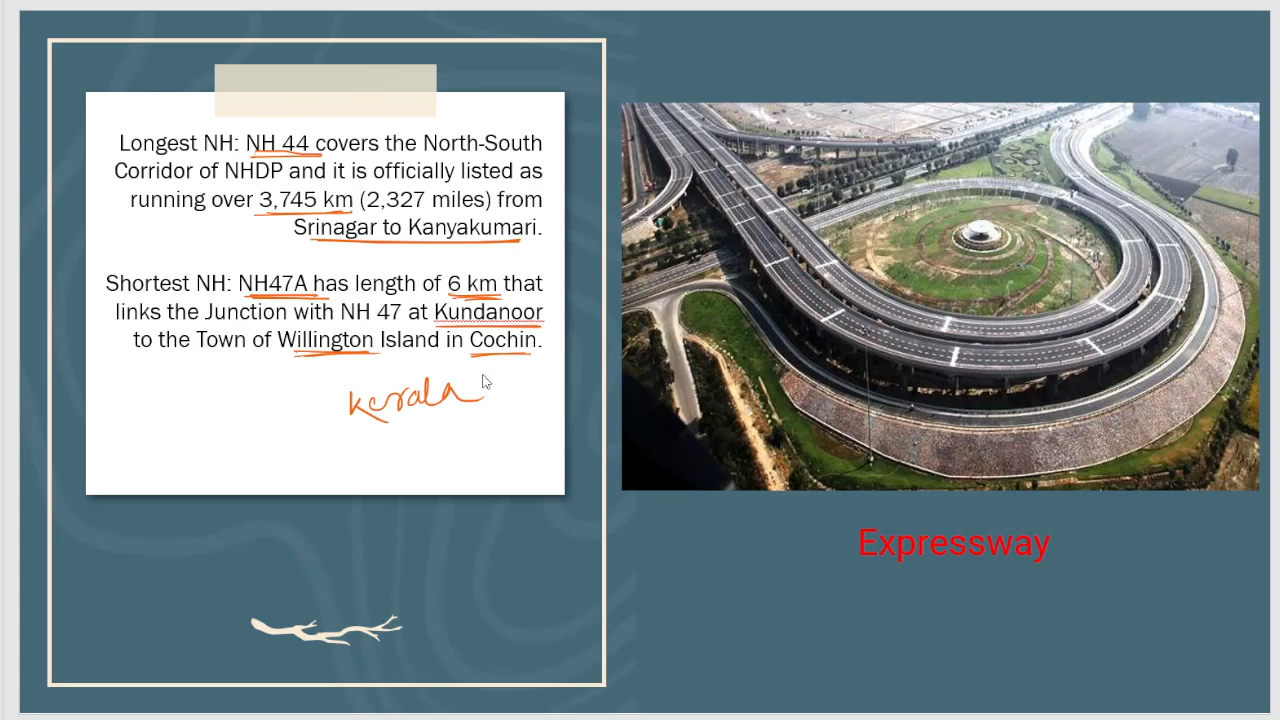 Longest NH: NH 44 covers the North-South
Corridor of NHDP and it is officially listed as
running over 3,745 km (2,327 miles) from
Srinagar to Kanyakumari.
Shortest NH: NH47A has length of 6 km that
links the Junction with NH 47 at Kundanoor
to the Town of Willington Island in Cochin.
Kerala
Expressway